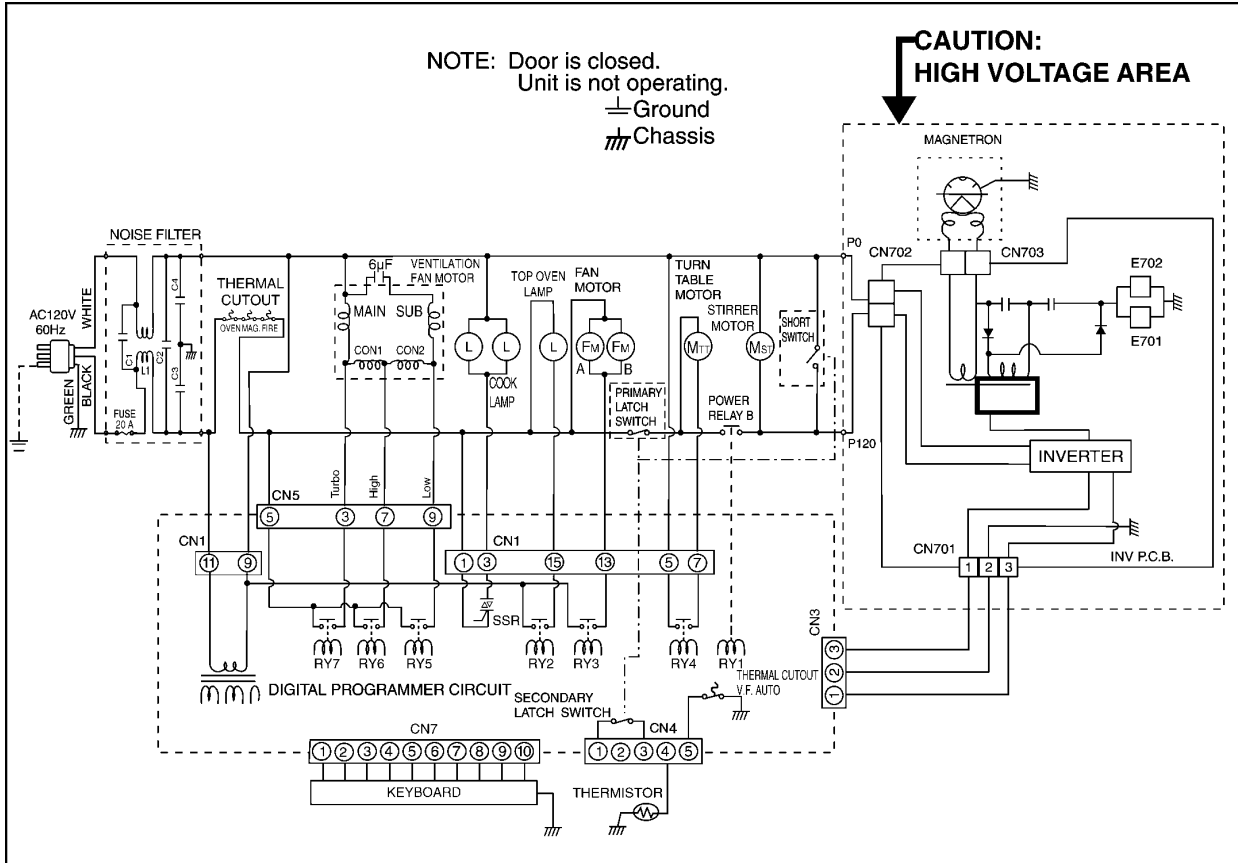 NOTE: Door is closed.
Unit is not operating.
Ground
Chassis
CAUTION:
HIGH VOLTAGE AREA
MAGNETRON
NOISE FILTER
C4
C1
L1
C2
C3
FUSE
20 A
AC120V
60Hz
WHITE
BLACK
GREEN
THERMAL
CUTOUT
OVEN MAG. FIRE
6µF
VENTILATION
FAN MOTOR
MAIN
SUB
CON1
CON2
L
L
COOK
LAMP
TOP OVEN
LAMP
L
FAN
MOTOR
FM
FM
A
B
TURN
TABLE
MOTOR
MTT
STIRRER
MOTOR
MST
SHORT
SWITCH
PRIMARY
LATCH
SWITCH
POWER
RELAY B
P0
P120
CN702
CN703
E702
E701
INVERTER
CN701
1 2 3
INV P.C.B.
Turbo
High
Low
CN5
5 3 7 9
CN1
11 9
CN1
1 3 15 13 5 7
SSR
RY7
RY6
RY5
RY2
RY3
RY4
RY1
CN3
3
2
1
THERMAL CUTOUT
V.F. AUTO
DIGITAL PROGRAMMER CIRCUIT
SECONDARY
LATCH SWITCH
CN4
1 2 3 4 5
CN7
1 2 3 4 5 6 7 8 9 10
KEYBOARD
THERMISTOR